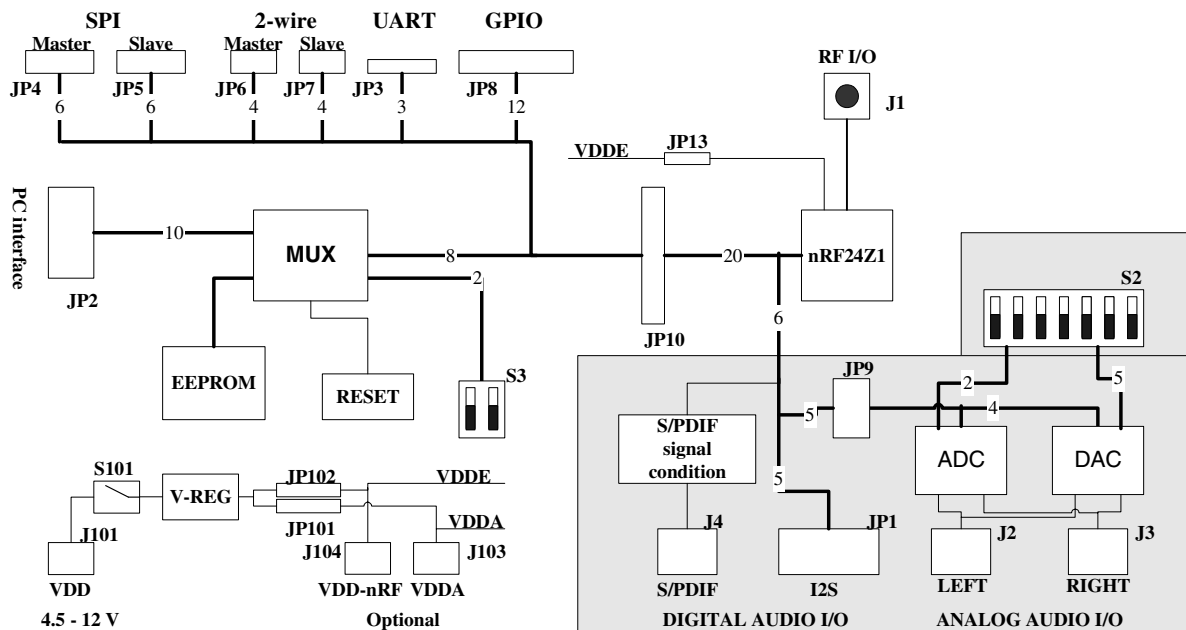 SPI 2-wire UART GPIO
Master Slave Master Slave
JP4 JP5 JP6 JP7 JP3 JP8
6 6 4 4 3 12
RF I/O
J1
VDDE JP13
PC interface
JP2
10
MUX
8
2
JP10
20
nRF24Z1
6
S2
EEPROM
RESET
S3
JP9
2
5
5
4
S/PDIF
signal
condition
ADC
DAC
5
S101
V-REG
JP102
VDDE
JP101
VDDA
J101
J104
J103
J4
JP1
J2
J3
VDD
VDD-nRF
VDDA
S/PDIF
I2S
LEFT
RIGHT
4.5 - 12 V
Optional
DIGITAL AUDIO I/O
ANALOG AUDIO I/O